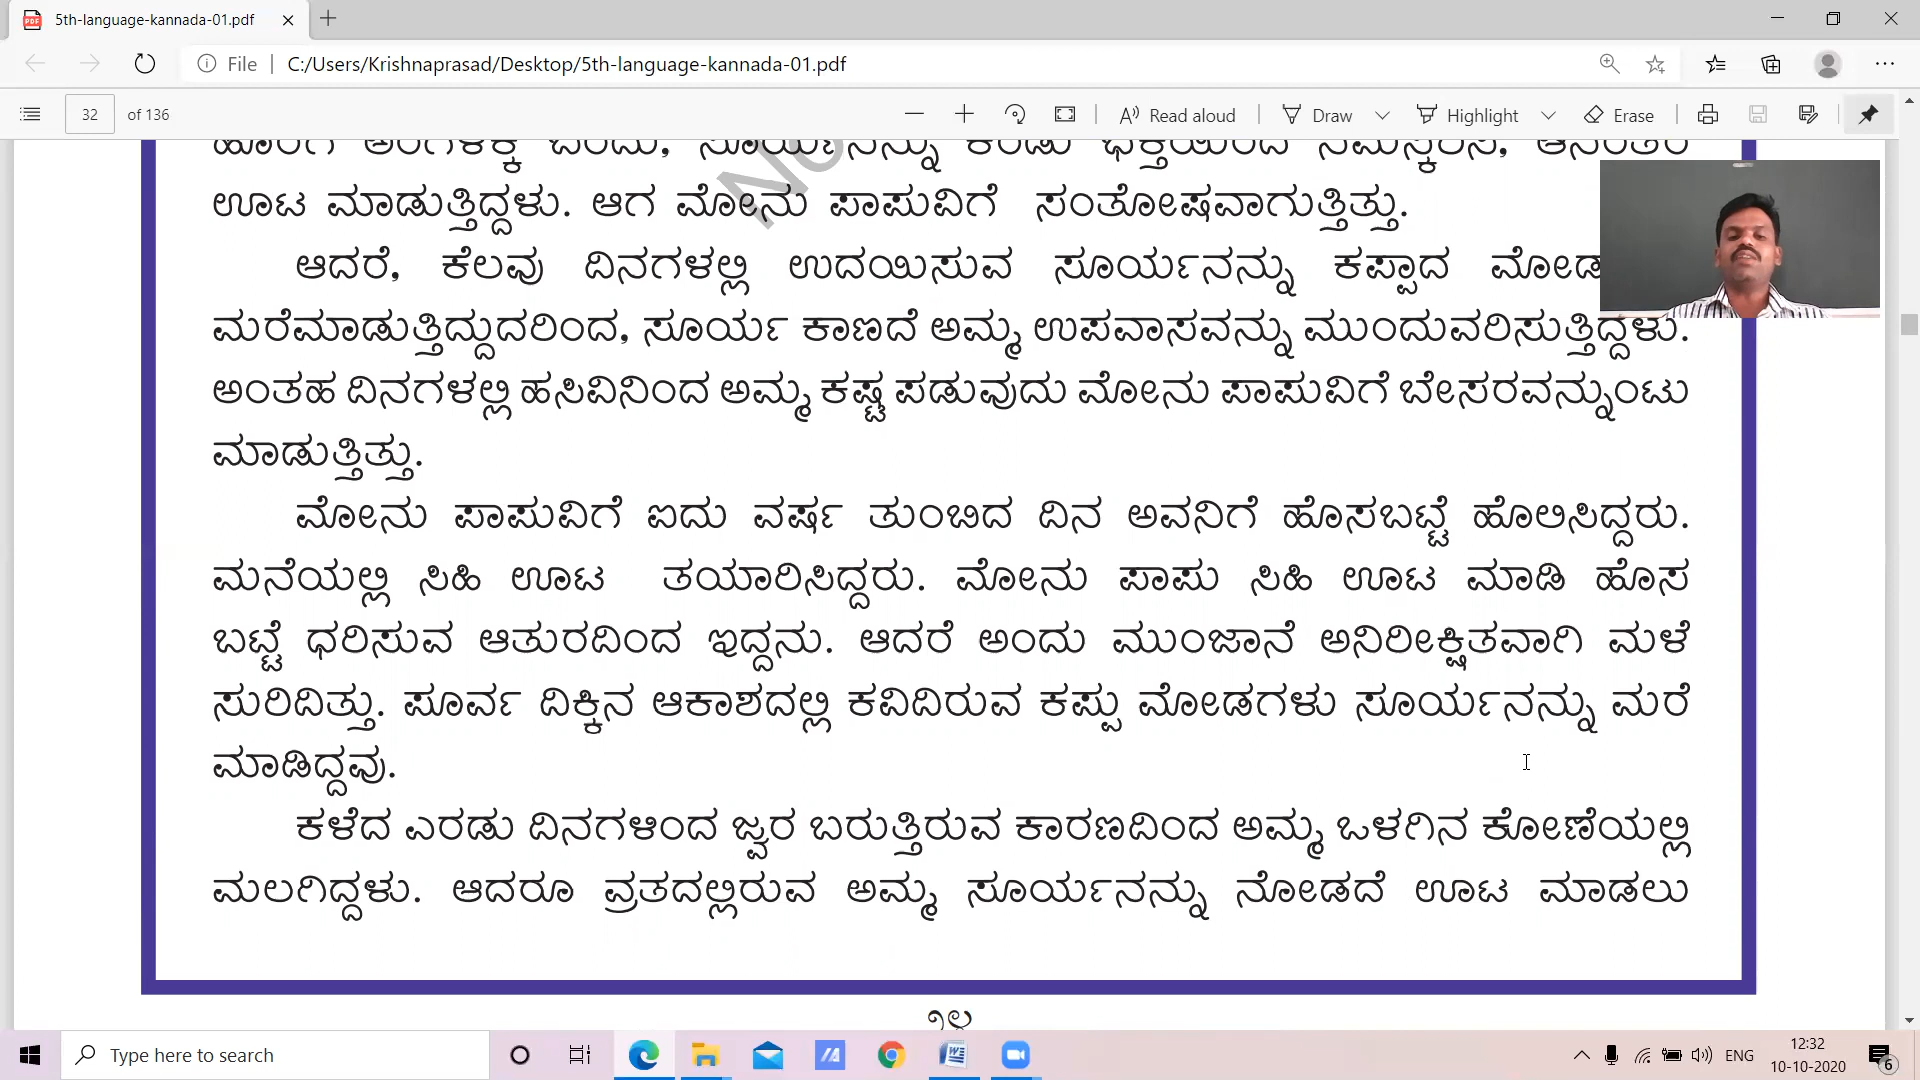 5th-language-kannada-01.pdf
File C:/Users/Krishnaprasad/Desktop/5th-language-kannada-01.pdf
32 of 136 Read aloud Draw Highlight Erase
No
ಊಟ ಮಾಡುತ್ತಿದ್ದಳು. ಆಗ ಮೋನು ಪಾಪುವಿಗೆ ಸಂತೋಷವಾಗುತ್ತಿತ್ತು.
ಆದರೆ, ಕೆಲವು ದಿನಗಳಲ್ಲಿ ಉದಯಿಸುವ ಸೂರ್ಯನನ್ನು ಕಪ್ಪಾದ
ಮರೆಮಾಡುತ್ತಿದ್ದುದರಿಂದ, ಸೂರ್ಯ ಕಾಣದೆ ಅಮ್ಮ ಉಪವಾಸವನ್ನು ಮುಂದುವರಿಸುತ್ತಿದ್ದಳು.
ಅಂತಹ ದಿನಗಳಲ್ಲಿ ಹಸಿವಿನಿಂದ ಅಮ್ಮ ಕಷ್ಟ ಪಡುವುದು ಮೋನು ಪಾಪುವಿಗೆ ಬೇಸರವನ್ನುಂಟು
ಮಾಡುತ್ತಿತ್ತು.
ಮೋನು ಪಾಪುವಿಗೆ ಐದು ವರ್ಷ ತುಂಬಿದ ದಿನ ಅವನಿಗೆ ಹೊಸಬಟ್ಟೆ ಹೊಲಿಸಿದ್ದರು.
ಮನೆಯಲ್ಲಿ ಸಿಹಿ ಊಟ ತಯಾರಿಸಿದ್ದರು. ಮೋನು ಪಾಪು ಸಿಹಿ ಊಟ ಮಾಡಿ ಹೊಸ
ಬಟ್ಟೆ ಧರಿಸುವ ಆತುರದಿಂದ ಇದ್ದನು. ಆದರೆ ಅಂದು ಮುಂಜಾನೆ ಅನಿರೀಕ್ಷಿತವಾಗಿ ಮಳೆ
ಸುರಿದಿತ್ತು. ಪೂರ್ವ ದಿಕ್ಕಿನ ಆಕಾಶದಲ್ಲಿ ಕವಿದಿರುವ ಕಪ್ಪು ಮೋಡಗಳು ಸೂರ್ಯನನ್ನು ಮರೆ
ಮಾಡಿದ್ದವು.
ಕಳೆದ ಎರಡು ದಿನಗಳಿಂದ ಜ್ವರ ಬರುತ್ತಿರುವ ಕಾರಣದಿಂದ ಅಮ್ಮ ಒಳಗಿನ ಕೋಣೆಯಲ್ಲಿ
ಮಲಗಿದ್ದಳು. ಆದರೂ ವ್ರತದಲ್ಲಿರುವ ಅಮ್ಮ ಸೂರ್ಯನನ್ನು ನೋಡದೆ ಊಟ ಮಾಡಲು
Type here to search
ENG
12:32
10-10-2020
6